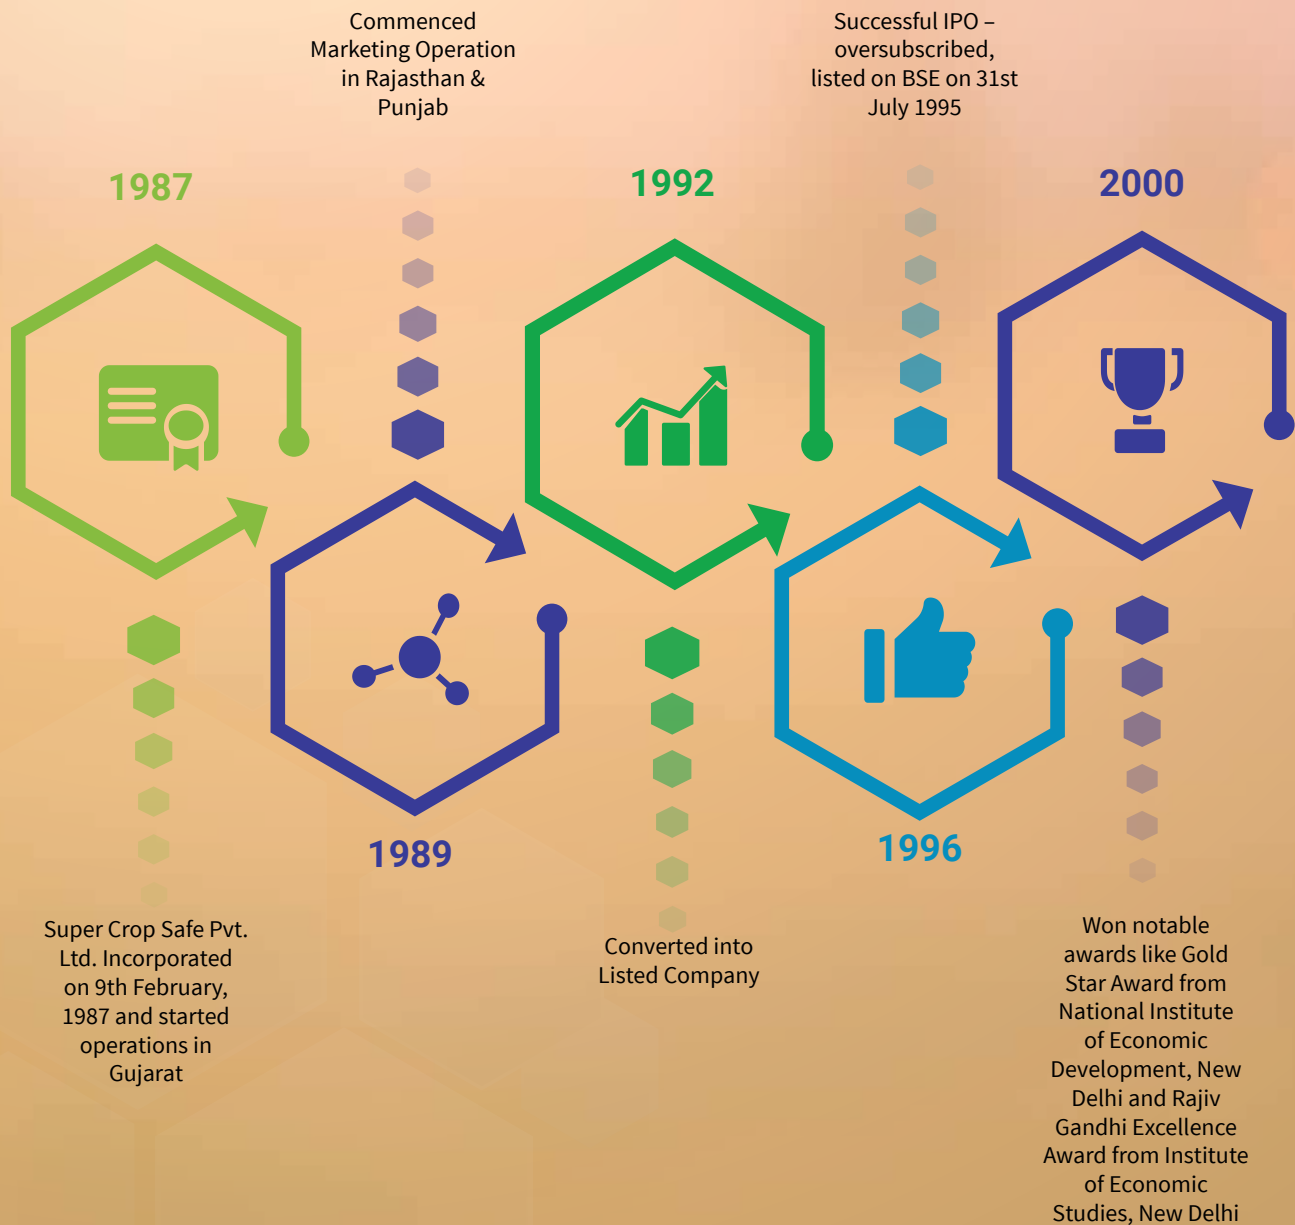 Commenced
Marketing Operation
in Rajasthan &
Punjab
Successful IPO –
oversubscribed,
listed on BSE on 31st
July 1995
1987
1992
2000
1989
1996
Super Crop Safe Pvt.
Ltd. Incorporated
on 9th February,
1987 and started
operations in
Gujarat
Converted into
Listed Company
Won notable
awards like Gold
Star Award from
National Institute
of Economic
Development, New
Delhi and Rajiv
Gandhi Excellence
Award from Institute
of Economic
Studies, New Delhi